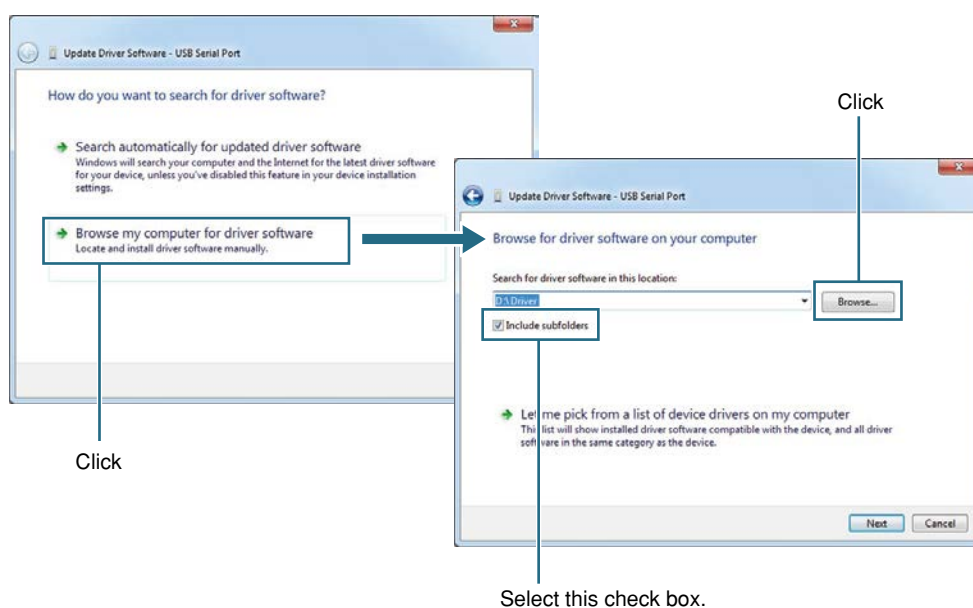 Update Driver Software - USB Serial Port
How do you want to search for driver software?
Search automatically for updated driver software
Windows will search your computer and the Internet for the latest driver software
for your device, unless you've disabled this feature in your device installation
settings.
Browse my computer for driver software
Locate and install driver software manually.
Click
Click
Update Driver Software - USB Serial Port
Browse for driver software on your computer
Search for driver software in this location:
D:\Driver
Browse...
Include subfolders
Let me pick from a list of device drivers on my computer
This list will show installed driver software compatible with the device, and all driver
software in the same category as the device.
Next
Cancel
Select this check box.